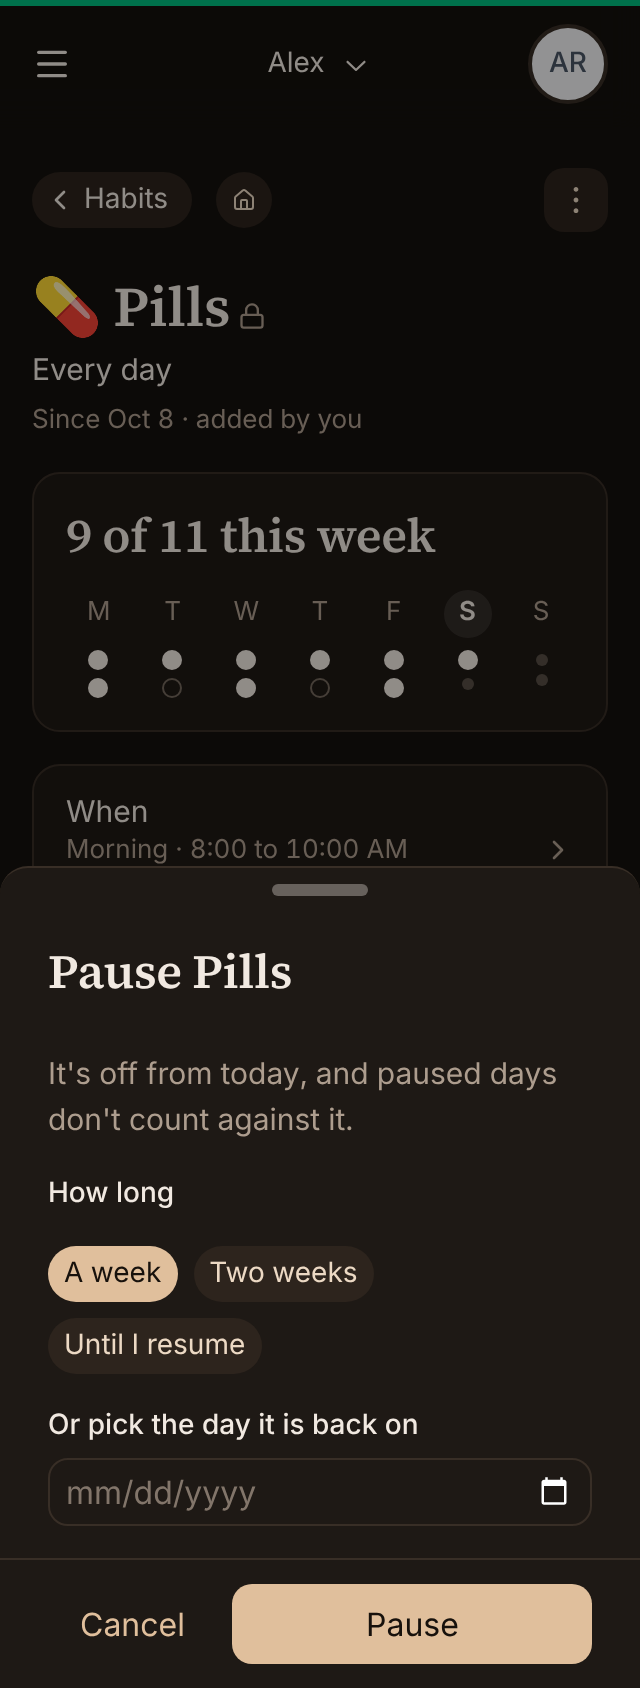 Alex
AR
Habits
Pills
Every day
Since Oct 8 · added by you
9 of 11 this week
M T W T F S S
When
Morning · 8:00 to 10:00 AM
Pause Pills
It's off from today, and paused days
don't count against it.
How long
A week
Two weeks
Until I resume
Or pick the day it is back on
mm/dd/yyyy
Cancel
Pause